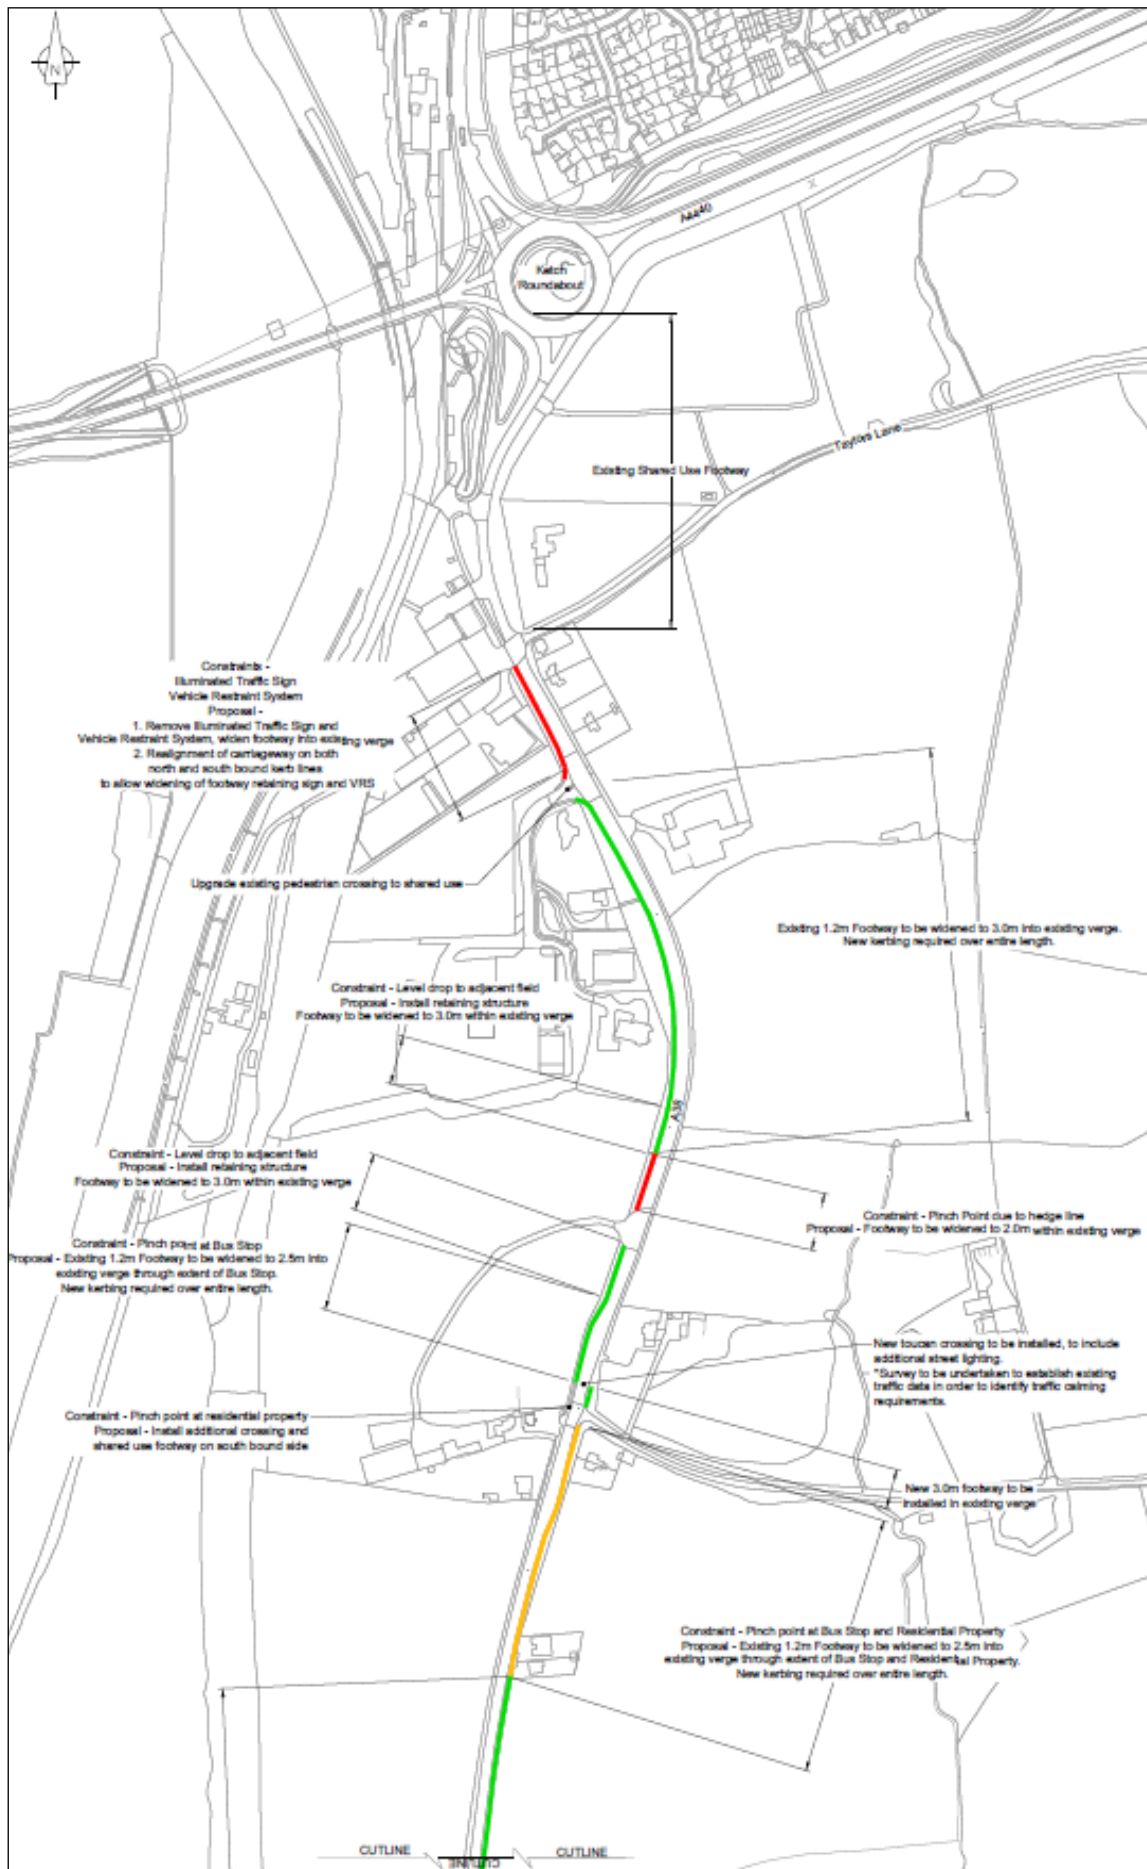 N
A4440
Ketch
Roundabout
Taylors Lane
Existing Shared Use Footway
Constraints -
Illuminated Traffic Sign
Vehicle Restraint System
Proposal -
1. Remove Illuminated Traffic Sign and
Vehicle Restraint System, widen footway into existing verge
2. Realignment of carriageway on both
north and south bound kerb lines
to allow widening of footway retaining sign and VRS
Upgrade existing pedestrian crossing to shared use
Existing 1.2m Footway to be widened to 3.0m into existing verge.
New kerbing required over entire length.
Constraint - Level drop to adjacent field
Proposal - Install retaining structure
Footway to be widened to 3.0m within existing verge
A38
Constraint - Level drop to adjacent field
Proposal - Install retaining structure
Footway to be widened to 3.0m within existing verge
Constraint - Pinch Point due to hedge line
Proposal - Footway to be widened to 2.0m within existing verge
Constraint - Pinch point at Bus Stop
Proposal - Existing 1.2m Footway to be widened to 2.5m into
existing verge through extent of Bus Stop.
New kerbing required over entire length.
New toucan crossing to be installed, to include
additional street lighting.
*Survey to be undertaken to establish existing
traffic data in order to identify traffic calming
requirements.
Constraint - Pinch point at residential property
Proposal - Install additional crossing and
shared use footway on south bound side
New 3.0m footway to be
installed in existing verge
Constraint - Pinch point at Bus Stop and Residential Property
Proposal - Existing 1.2m Footway to be widened to 2.5m into
existing verge through extent of Bus Stop and Residential Property.
New kerbing required over entire length.
CUTLINE
CUTLINE
CUTLINE